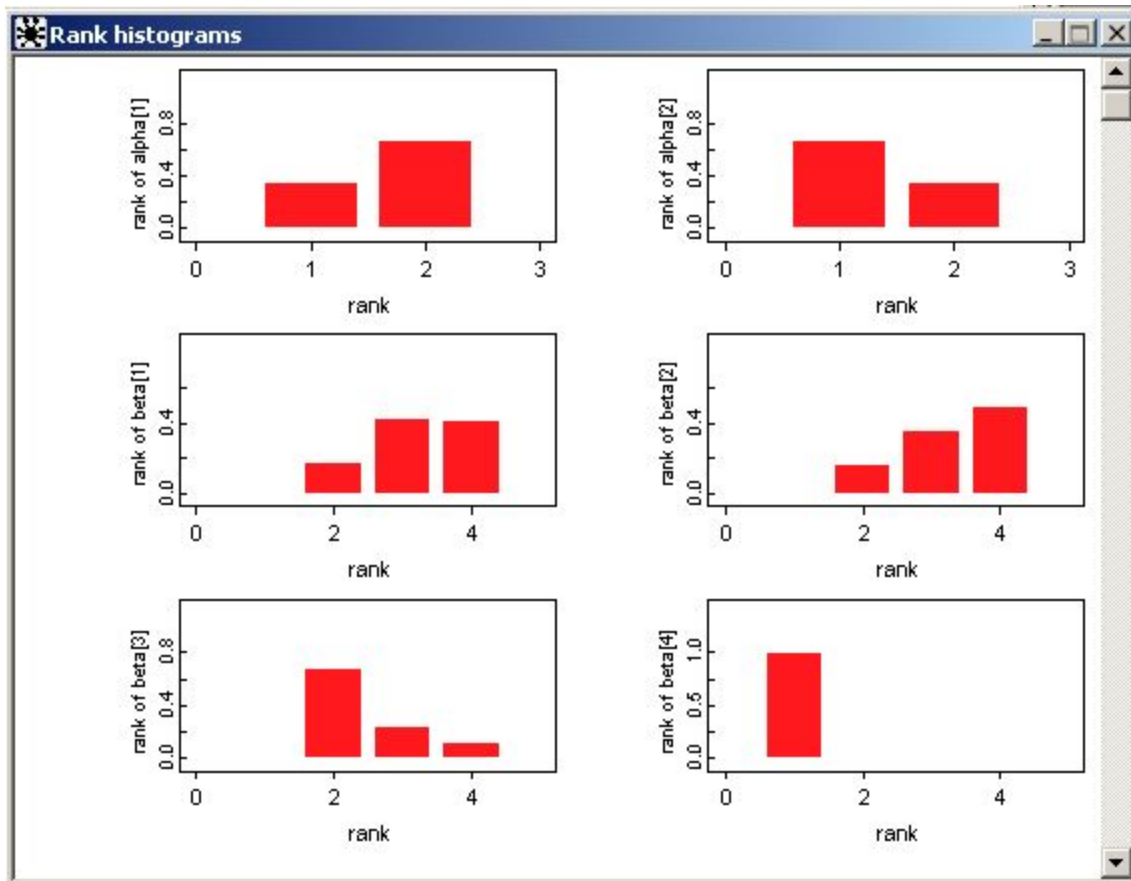 Rank histograms
rank of alpha[1]
0.0 0.4 0.8
0 1 2 3
rank
rank of alpha[2]
0.0 0.4 0.8
0 1 2 3
rank
rank of beta[1]
0.0 0.4
0 2 4
rank
rank of beta[2]
0.0 0.4
0 2 4
rank
rank of beta[3]
0.0 0.4 0.8
0 2 4
rank
rank of beta[4]
0.0 0.5 1.0
0 2 4
rank